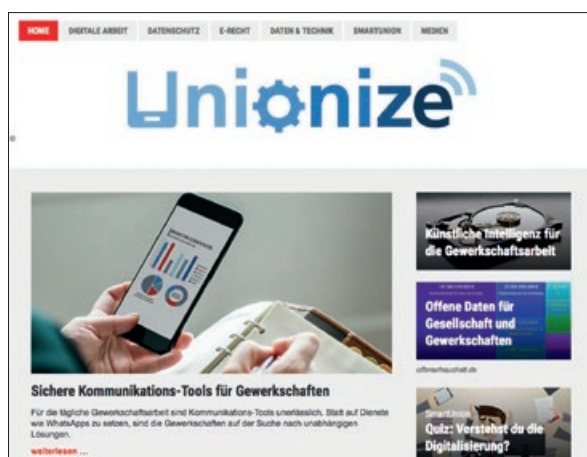 HOME DIGITALE ARBEIT DATENSCHUTZ E-RECHT DATEN & TECHNIK SMARTUNION MEDIEN
Unionize
Sichere Kommunikations-Tools für Gewerkschaften
Für die tägliche Gewerkschaftsarbeit sind Kommunikations-Tools unerlässlich. Statt auf Dienste
wie WhatsApps zu setzen, sind die Gewerkschaften auf der Suche nach unabhängigen
Lösungen.
weiterlesen ...
Künstliche Intelligenz für
die Gewerkschaftsarbeit
Offene Daten für
Gesellschaft und
Gewerkschaften
offenerhaushalt.de
SmartUnion
Quiz: Verstehst du die
Digitalisierung?